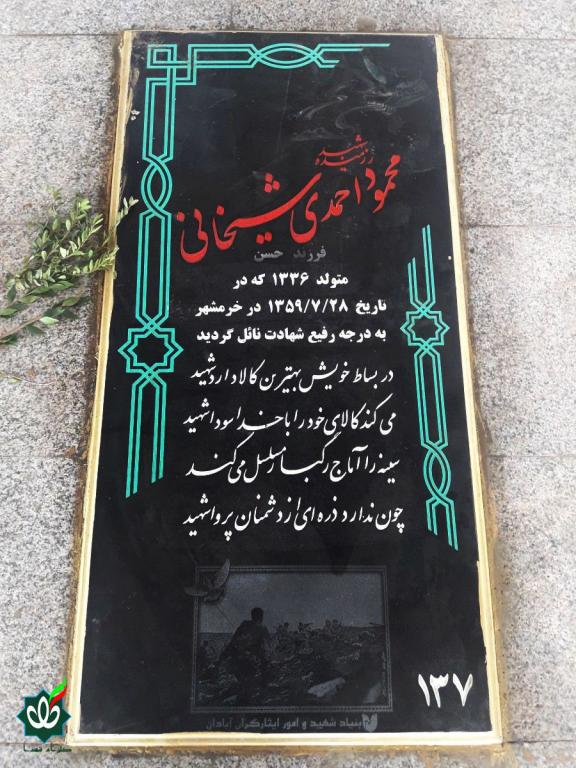 رزمنده شهید
محمود احمدی شیخانی
فرزند حسن
متولد ۱۳۳۶ که در
تاریخ ۱۳۵۹/۷/۲۸ در خرمشهر
به درجه رفیع شهادت نائل گردید
در بساط خویش بهترین کالا دارد شهید
می کند کالای خود را با خدا سودا شهید
سینه را آماج رگبار مسلسل می کند
چون ندارد ذره ای از دشمنان پروا شهید
۱۳۷
بنیاد شهید و امور ایثارگران آبادان